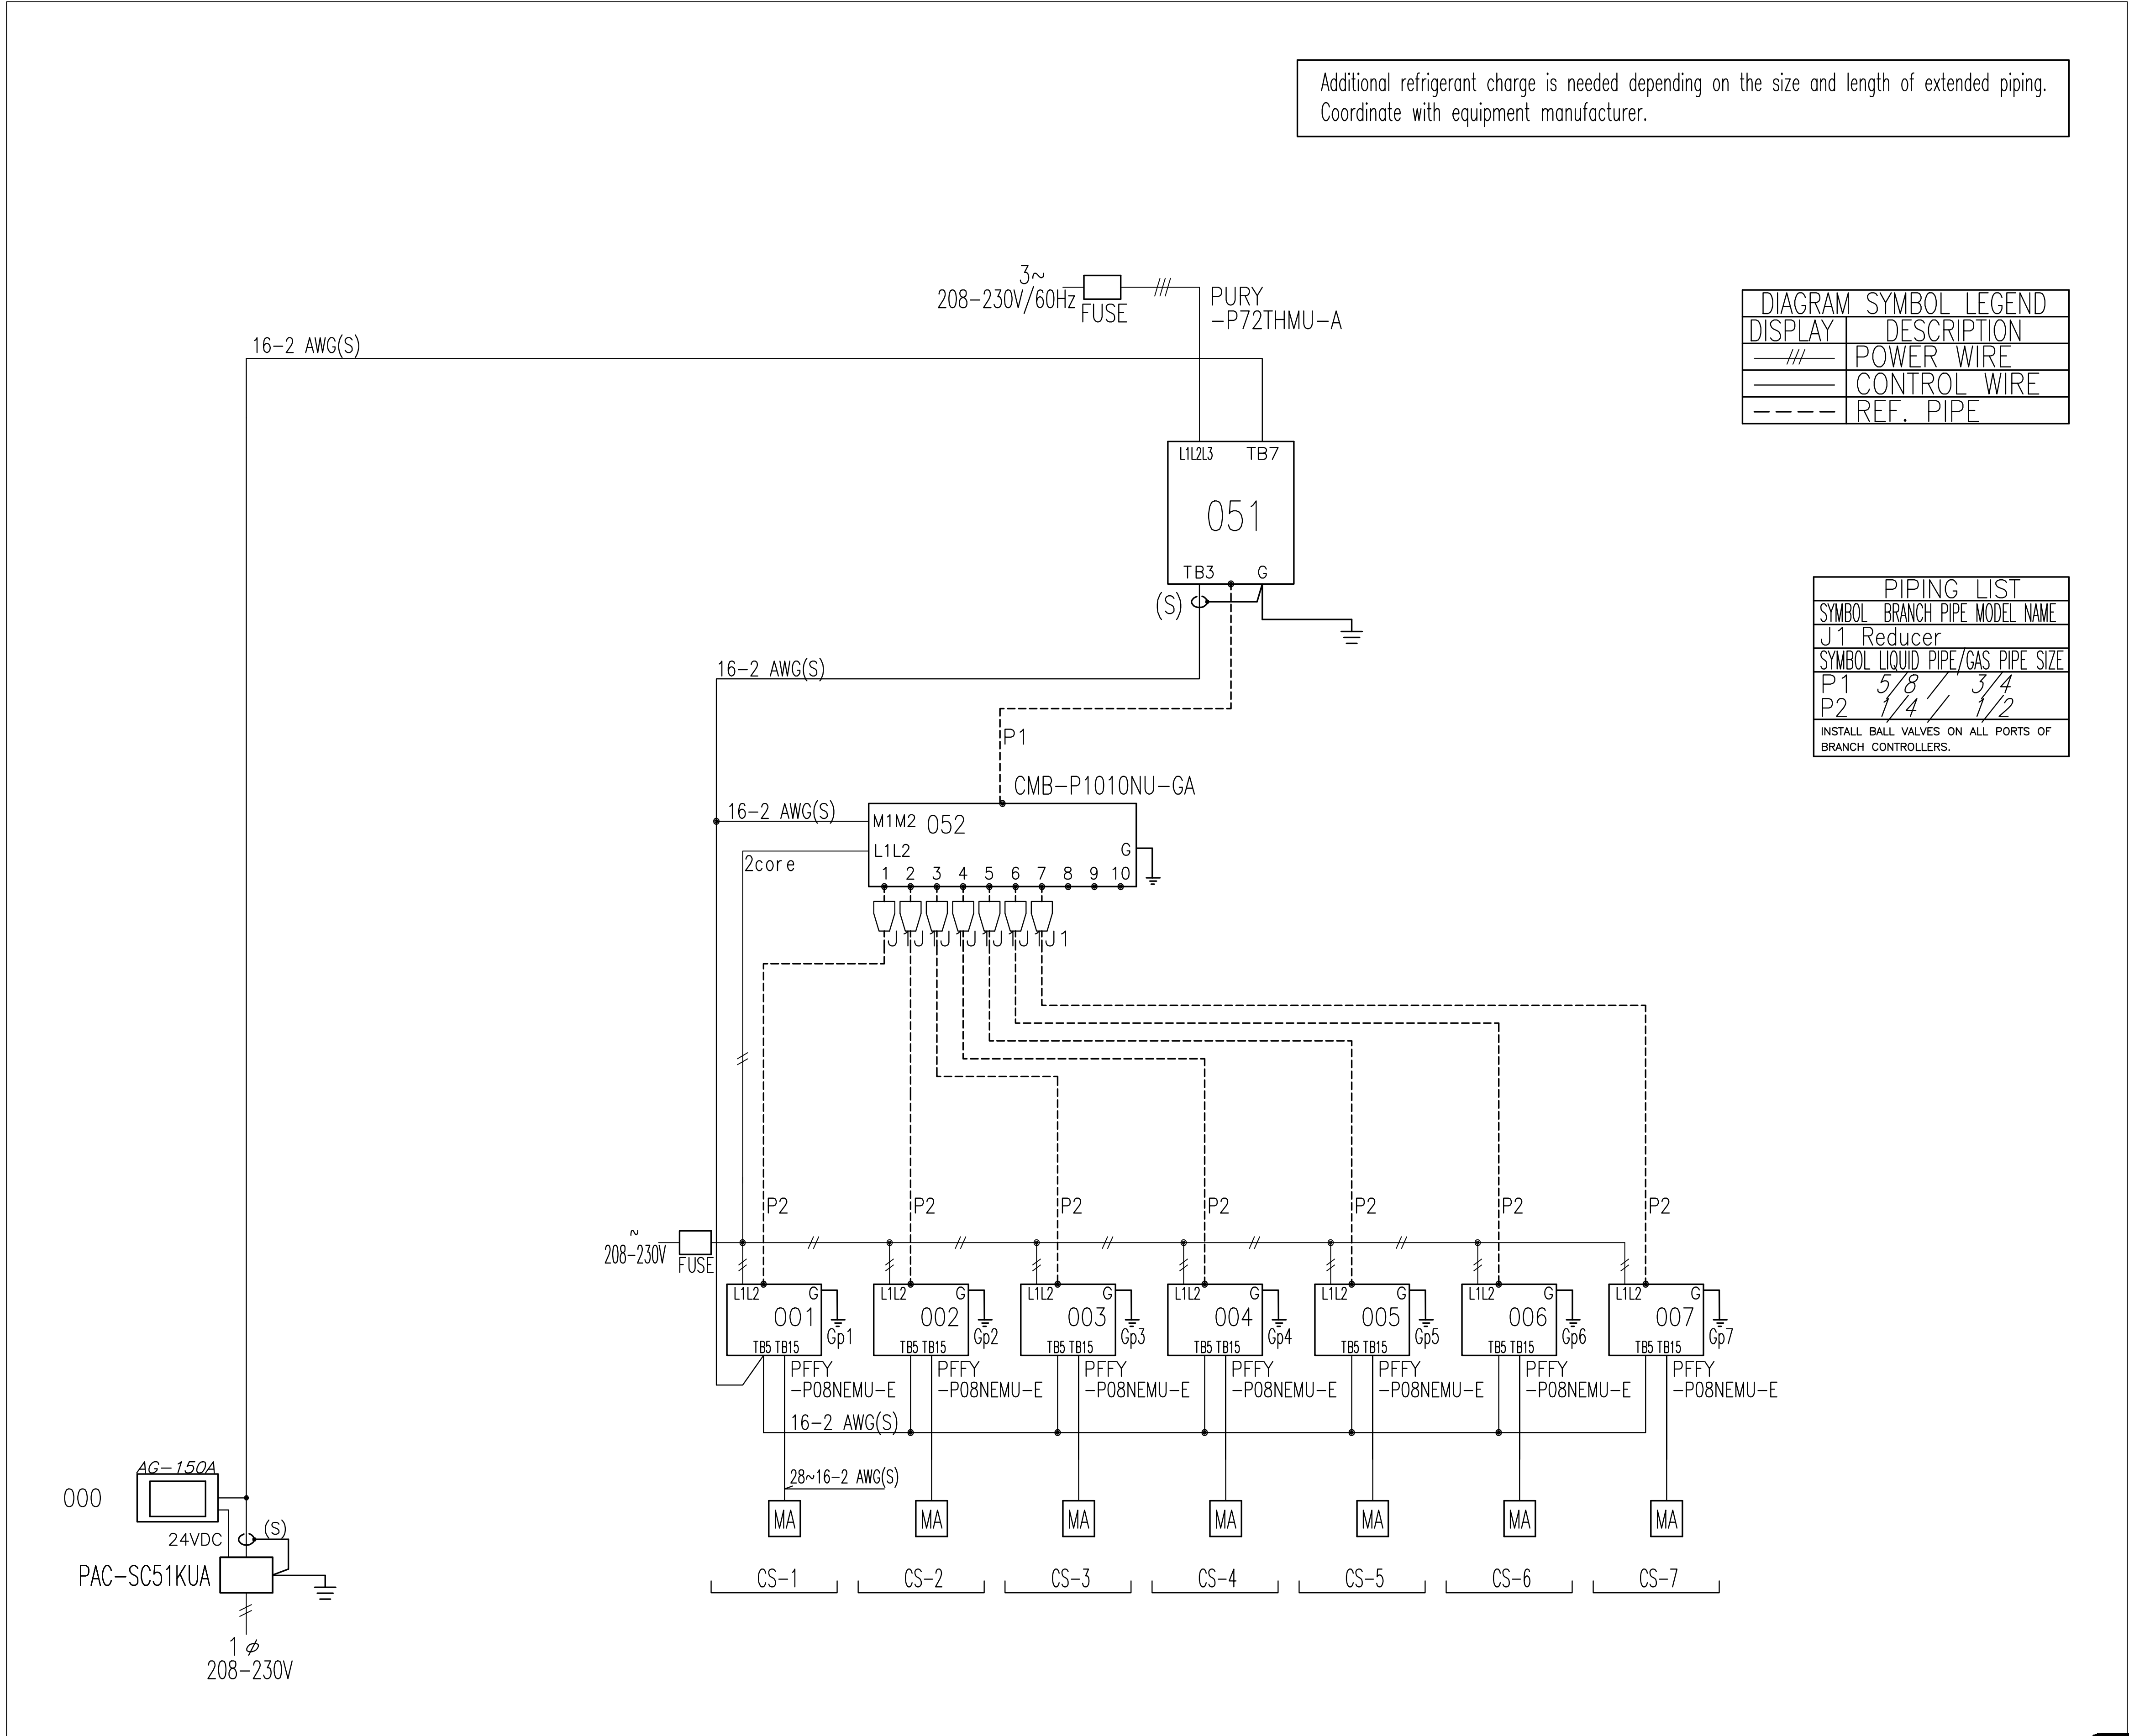 Additional refrigerant charge is needed depending on the size and length of extended piping.
Coordinate with equipment manufacturer.
3~
208-230V/60Hz
FUSE
PURY
-P72THMU-A
DIAGRAM SYMBOL LEGEND
DISPLAY DESCRIPTION
POWER WIRE
CONTROL WIRE
REF. PIPE
16-2 AWG(S)
L1L2L3 TB7
051
TB3 G
(S)
PIPING LIST
SYMBOL BRANCH PIPE MODEL NAME
J1 Reducer
SYMBOL LIQUID PIPE/GAS PIPE SIZE
P1 5/8 / 3/4
P2 1/4 / 1/2
INSTALL BALL VALVES ON ALL PORTS OF
BRANCH CONTROLLERS.
16-2 AWG(S)
P1
CMB-P1010NU-GA
16-2 AWG(S)
M1M2 052
L1L2 G
2core
1 2 3 4 5 6 7 8 9 10
J1 J1 J1 J1 J1 J1 J1
P2 P2 P2 P2 P2 P2 P2
~
208-230V
FUSE
L1L2 G L1L2 G L1L2 G L1L2 G L1L2 G L1L2 G L1L2 G
001 002 003 004 005 006 007
Gp1 Gp2 Gp3 Gp4 Gp5 Gp6 Gp7
TB5 TB15 TB5 TB15 TB5 TB15 TB5 TB15 TB5 TB15 TB5 TB15 TB5 TB15
PFFY PFFY PFFY PFFY PFFY PFFY PFFY
-P08NEMU-E -P08NEMU-E -P08NEMU-E -P08NEMU-E -P08NEMU-E -P08NEMU-E -P08NEMU-E
16-2 AWG(S)
28~16-2 AWG(S)
MA MA MA MA MA MA MA
CS-1 CS-2 CS-3 CS-4 CS-5 CS-6 CS-7
AG-150A
000
24VDC
(S)
PAC-SC51KUA
1ø
208-230V